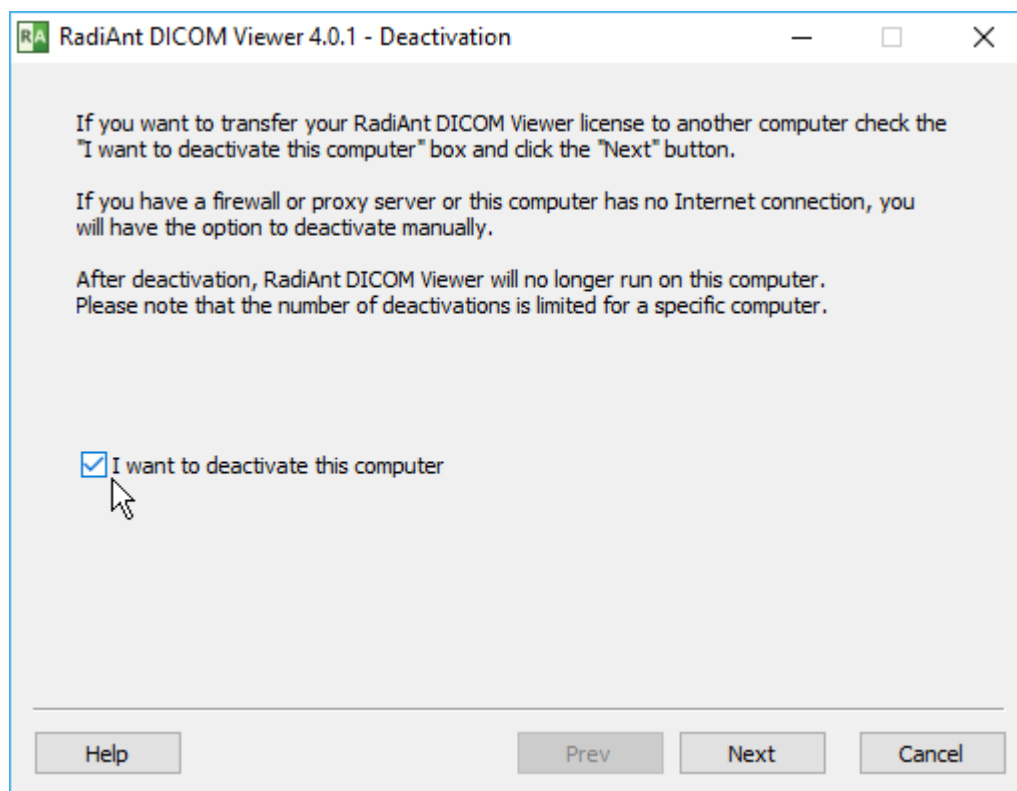 RA RadiAnt DICOM Viewer 4.0.1 - Deactivation
If you want to transfer your RadiAnt DICOM Viewer license to another computer check the
"I want to deactivate this computer" box and click the "Next" button.
If you have a firewall or proxy server or this computer has no Internet connection, you
will have the option to deactivate manually.
After deactivation, RadiAnt DICOM Viewer will no longer run on this computer.
Please note that the number of deactivations is limited for a specific computer.
I want to deactivate this computer
Help Prev Next Cancel